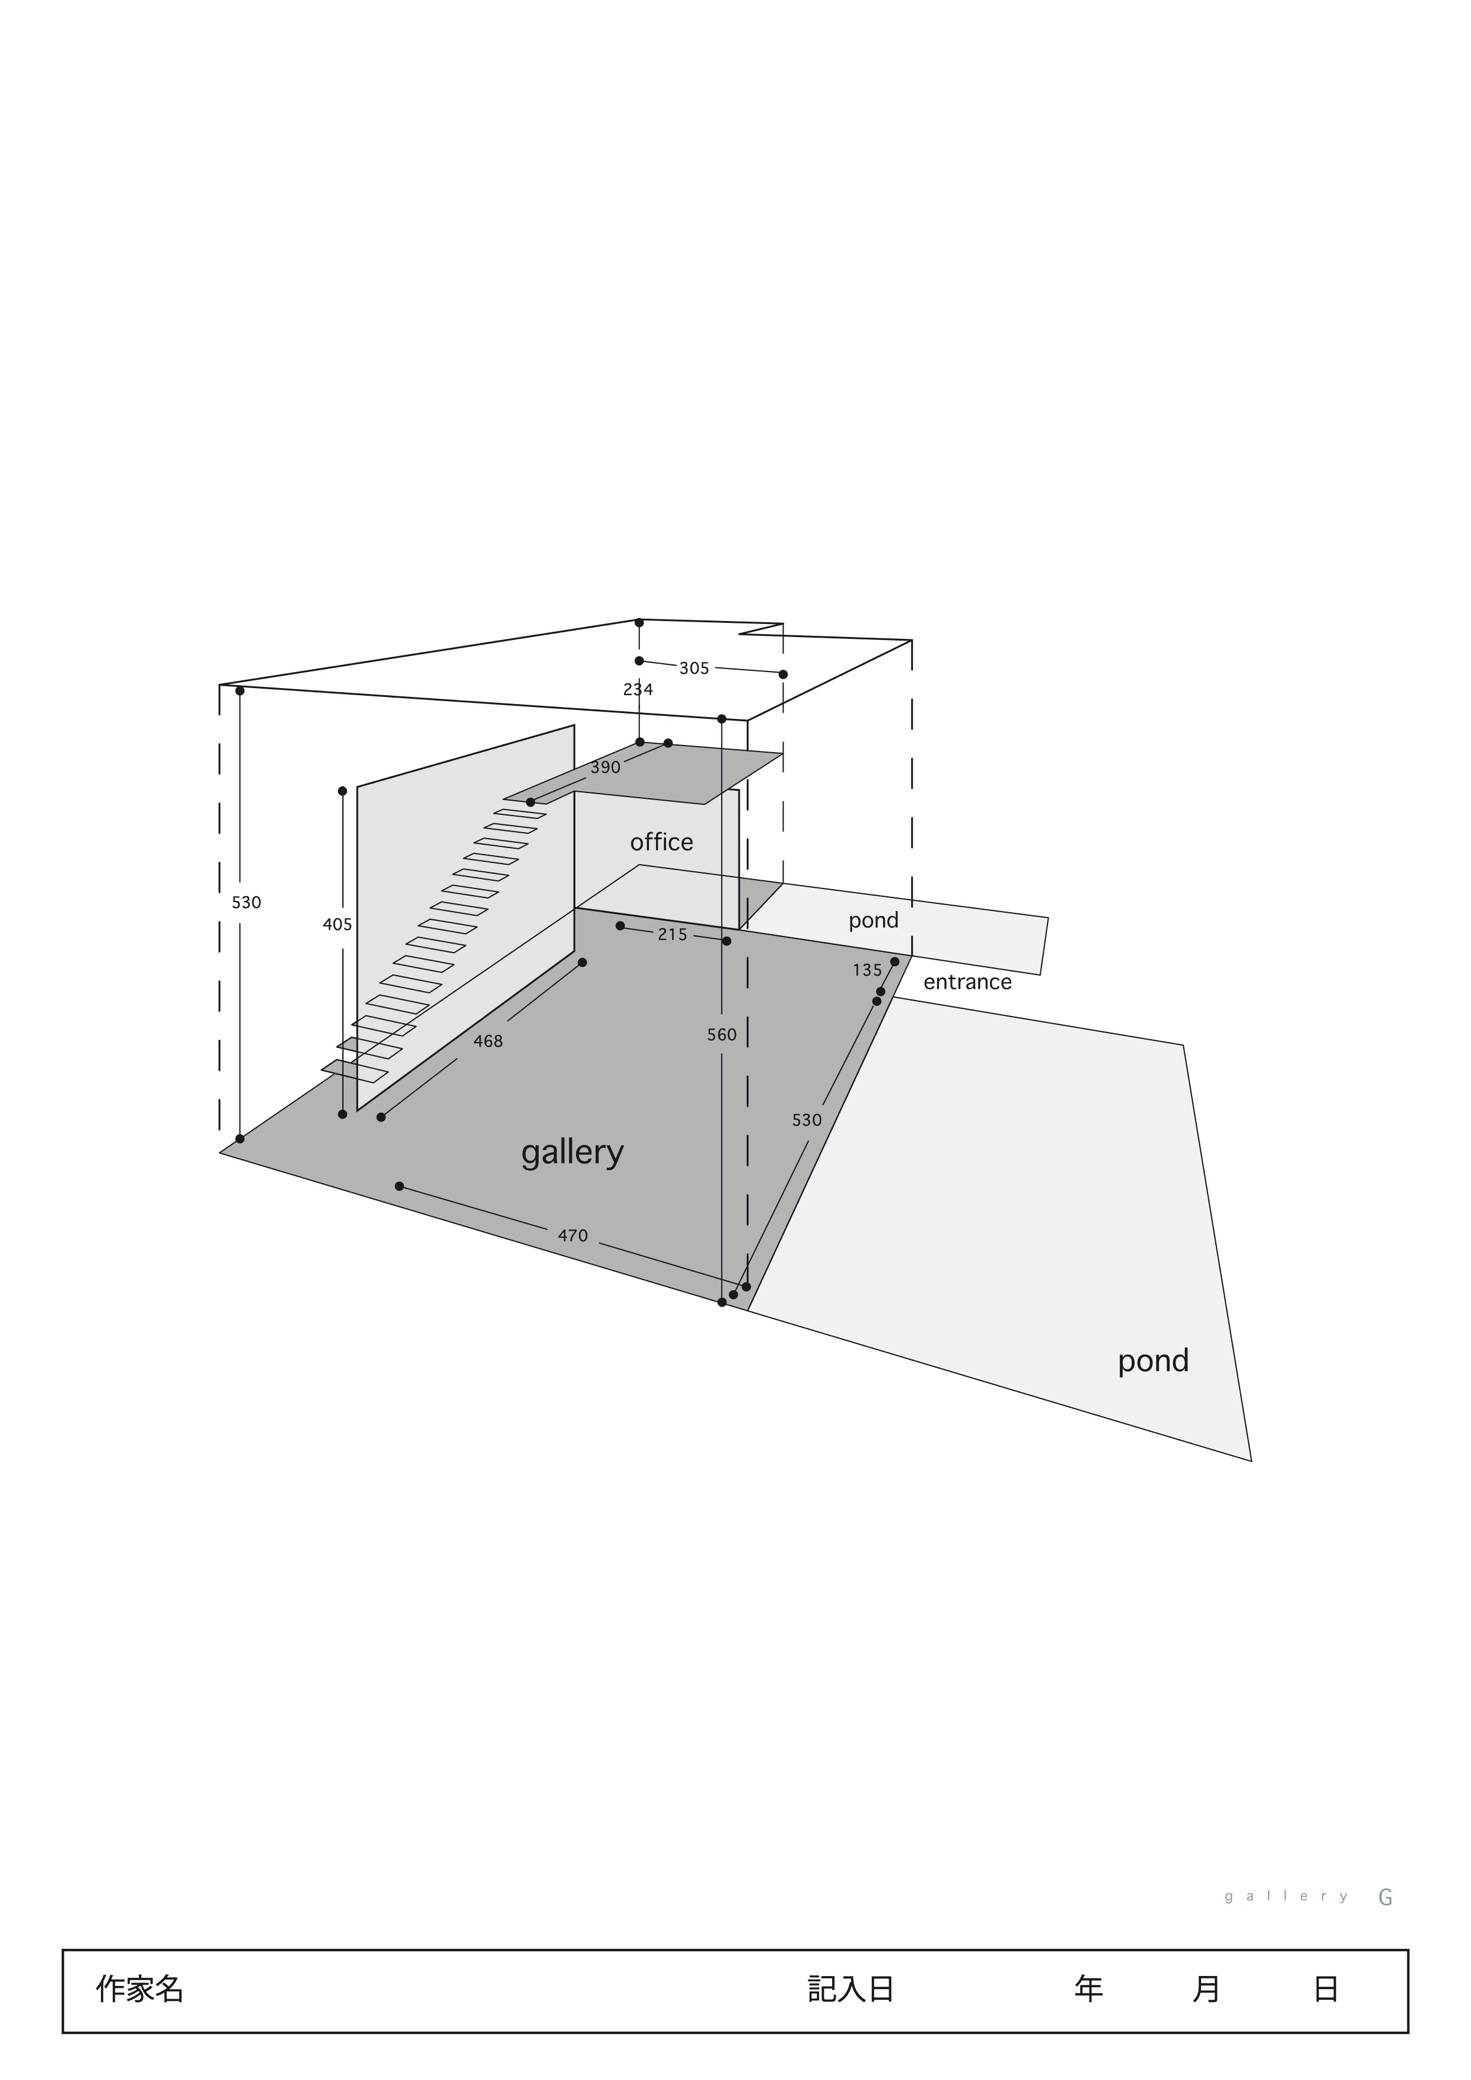 305
234
390
office
530
405
pond
215
135
entrance
468
560
530
gallery
470
pond
gallery G
作家名 記入日 年 月 日